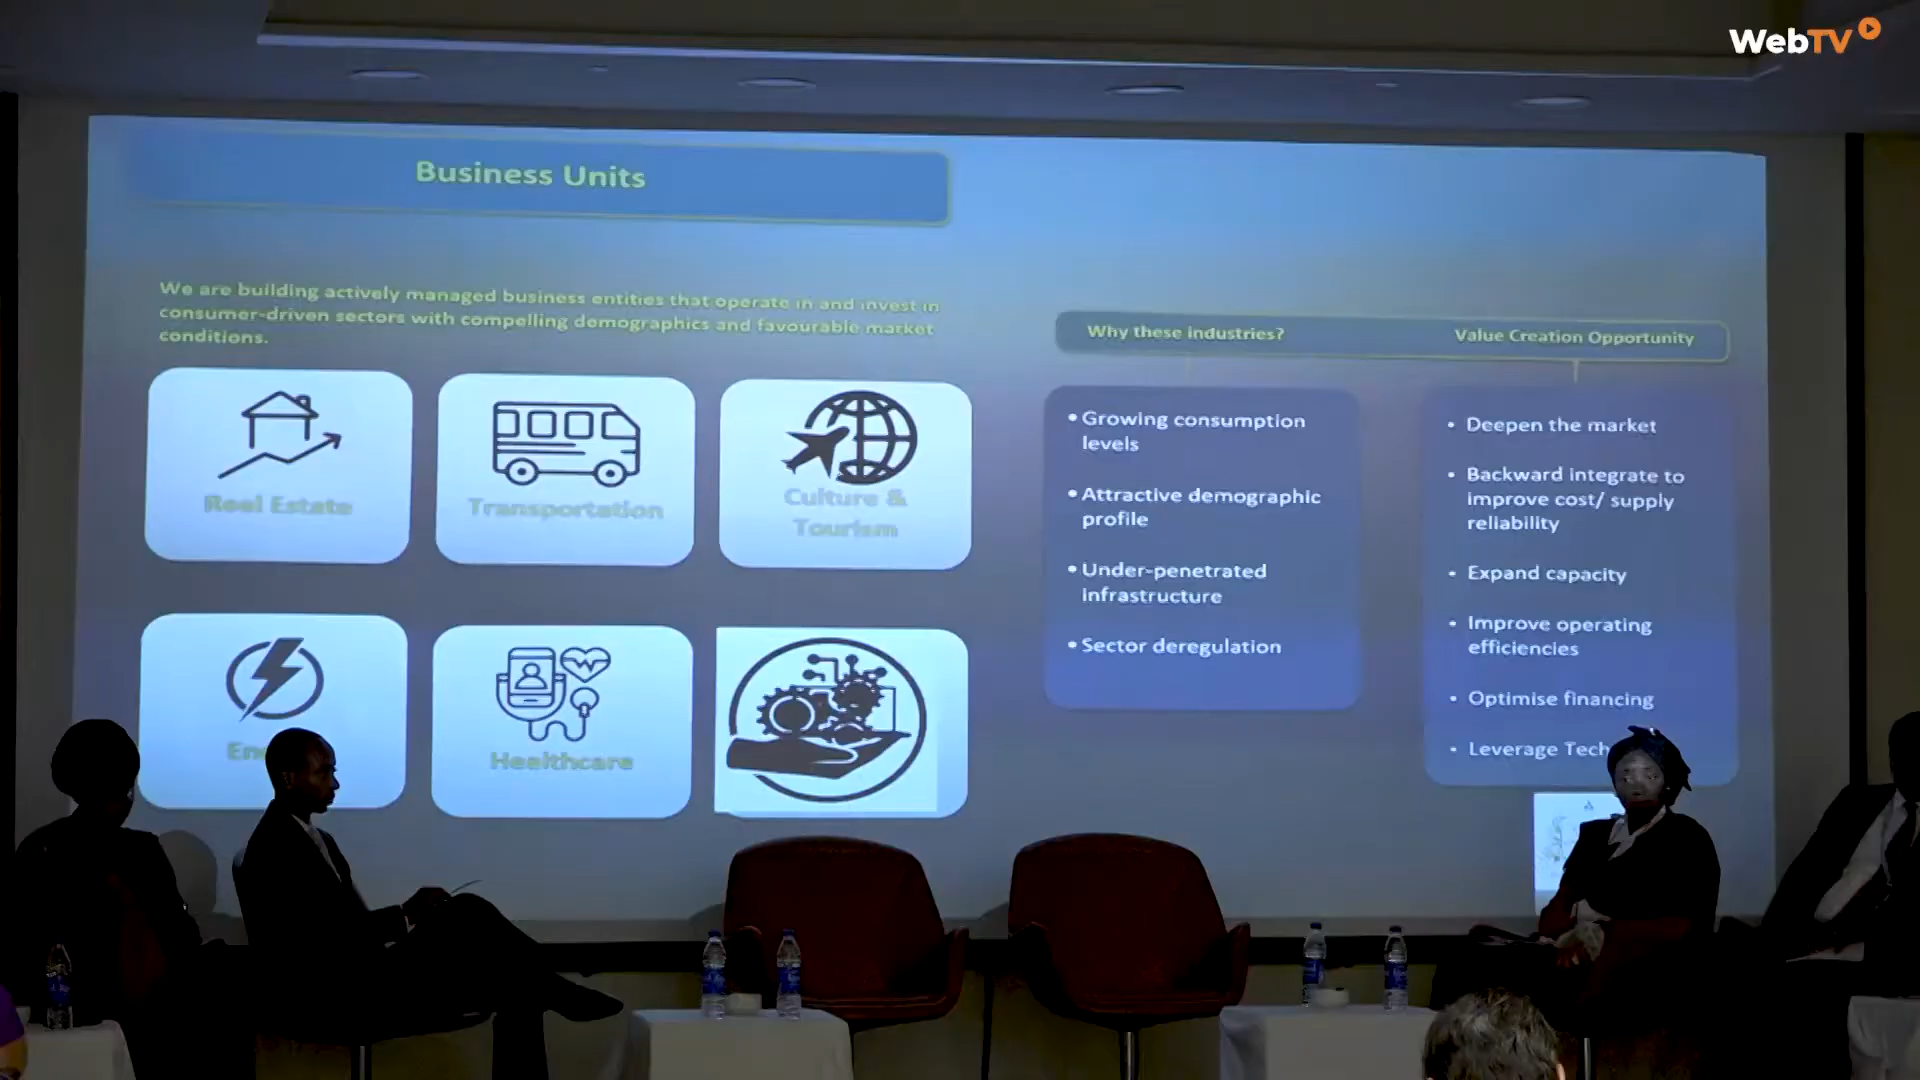 WebTV
Business Units
We are building actively managed business entities that operate in and invest in
consumer-driven sectors with compelling demographics and favourable market
conditions.
Real Estate
Transportation
Culture &
Tourism
Healthcare
Why these industries?
Value Creation Opportunity
• Growing consumption
levels
• Attractive demographic
profile
• Under-penetrated
infrastructure
• Sector deregulation
• Deepen the market
• Backward integrate to
improve cost/ supply
reliability
• Expand capacity
• Improve operating
efficiencies
• Optimise financing
• Leverage Tech